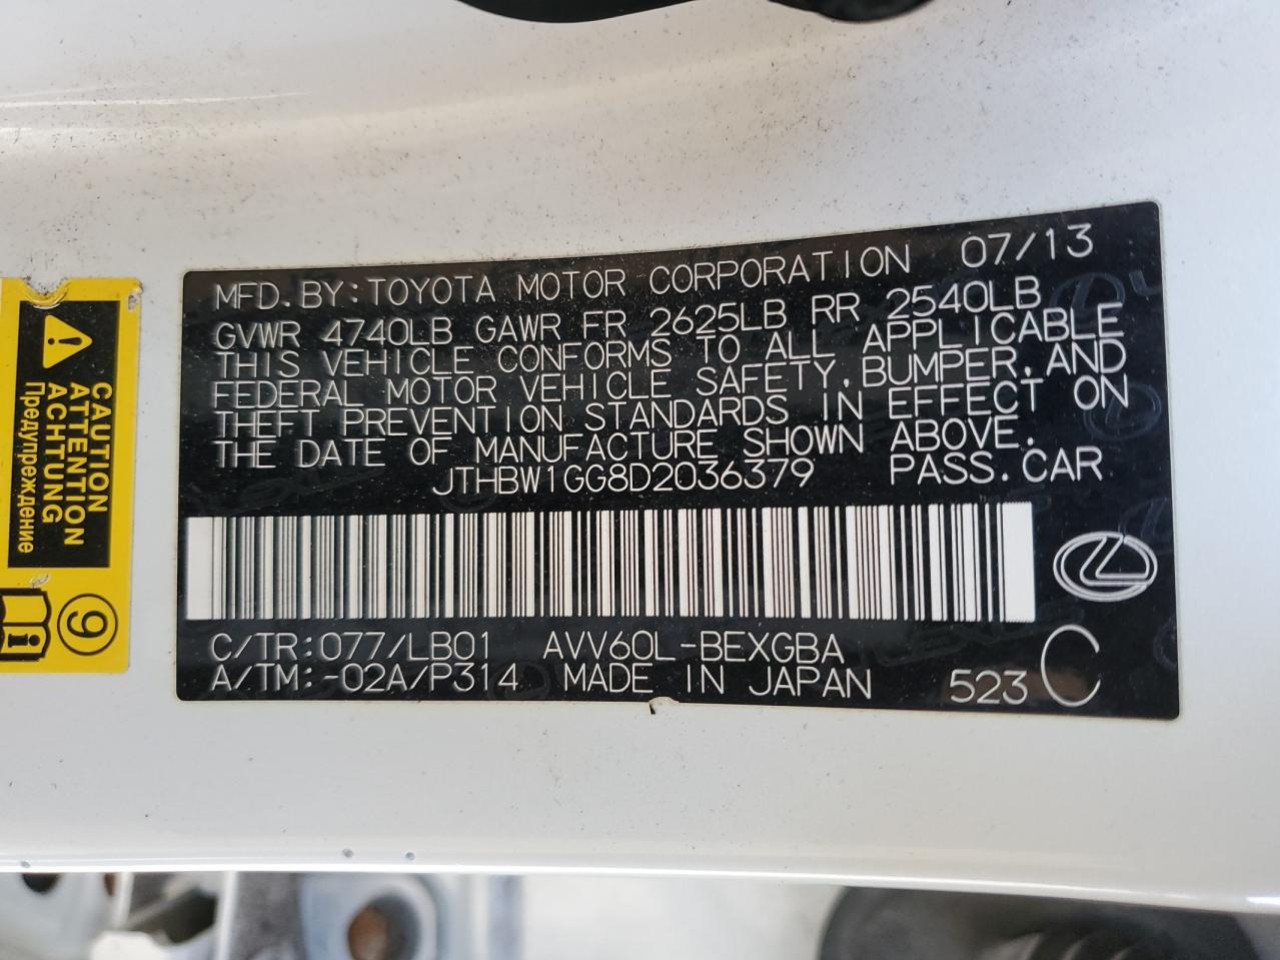 MFD. BY: TOYOTA MOTOR CORPORATION 07/13
GVWR 4740LB GAWR FR 2625LB RR 2540LB
THIS VEHICLE CONFORMS TO ALL APPLICABLE
FEDERAL MOTOR VEHICLE SAFETY, BUMPER, AND
THEFT PREVENTION STANDARDS IN EFFECT ON
THE DATE OF MANUFACTURE SHOWN ABOVE.
JTHBW1GG8D2036379 PASS. CAR
C/TR: 077/LB01 AVV60L-BEXGBA
A/TM: -02A/P314 MADE IN JAPAN 523 C
CAUTION
ATTENTION
ACHTUNG
Предупреждение
i
9